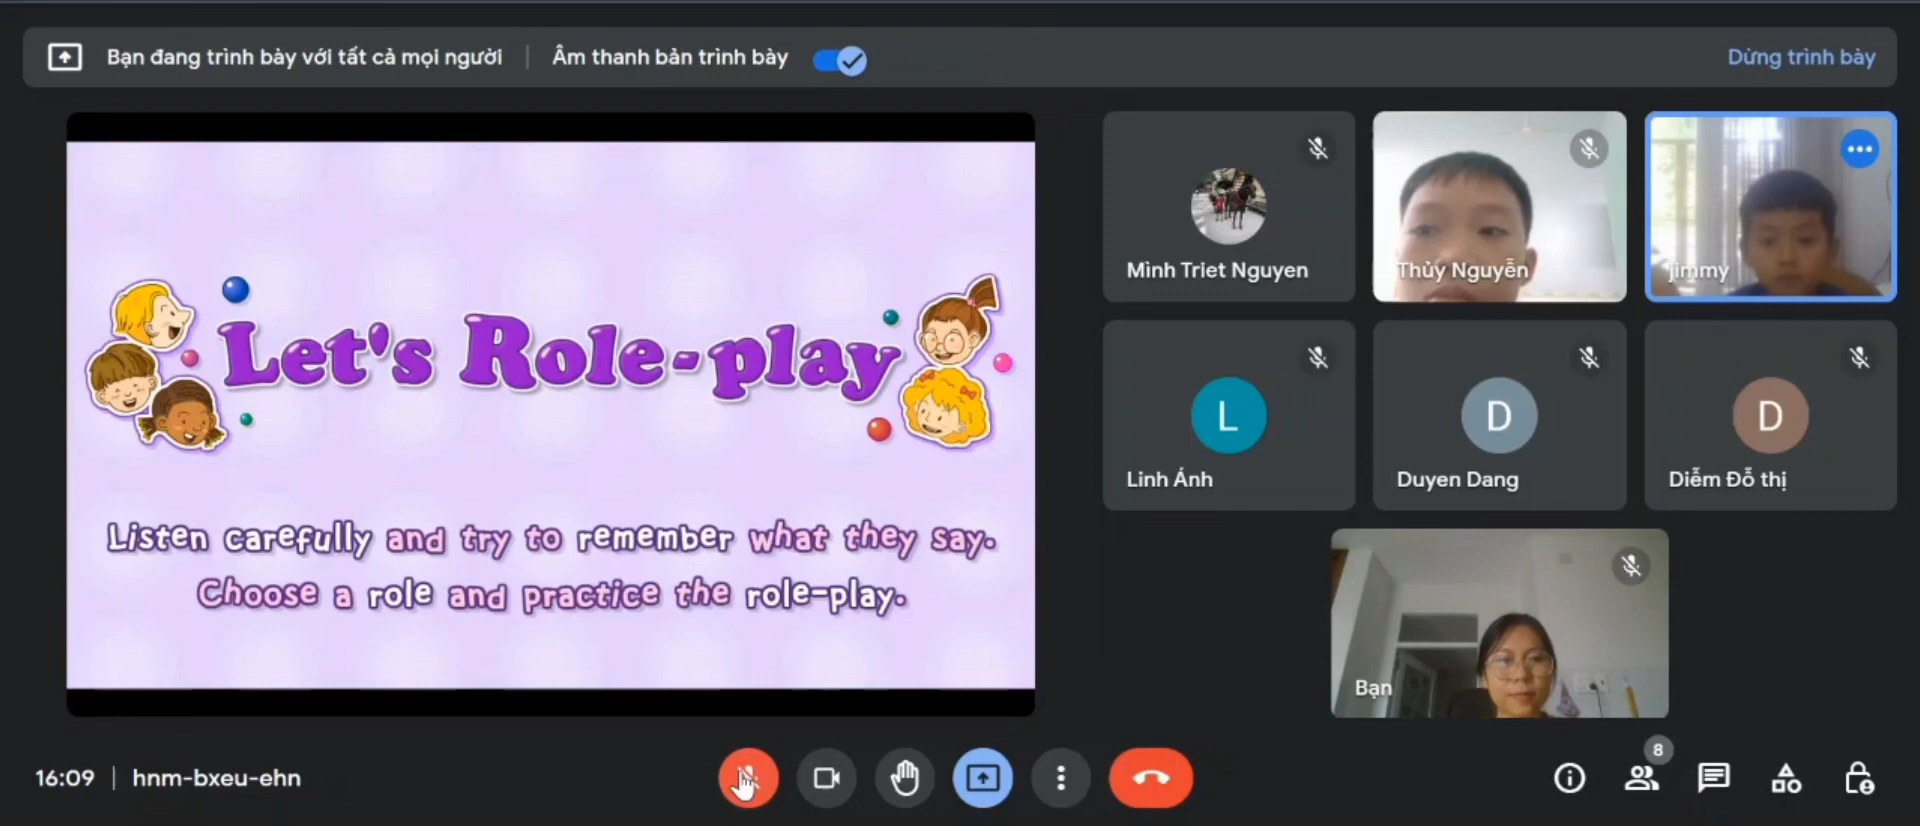 Bạn đang trình bày với tất cả mọi người
Âm thanh bản trình bày
Dừng trình bày
Let's Role-play
Listen carefully and try to remember what they say.
Choose a role and practice the role-play.
Minh Triet Nguyen
Thủy Nguyễn
jimmy
L
D
D
Linh Ánh
Duyen Dang
Diễm Đỗ thị
Bạn
16:09
hnm-bxeu-ehn
8